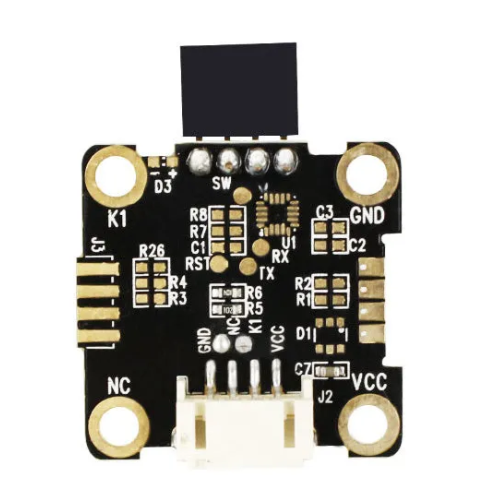 D3
+
SW
K1
GND
R8
R7
C1
RST
U1
RX
TX
C3
C2
J3
R26
R4
R3
R6
R5
R2
R1
D1
C7
GND
NC
K1
VCC
NC
VCC
J2